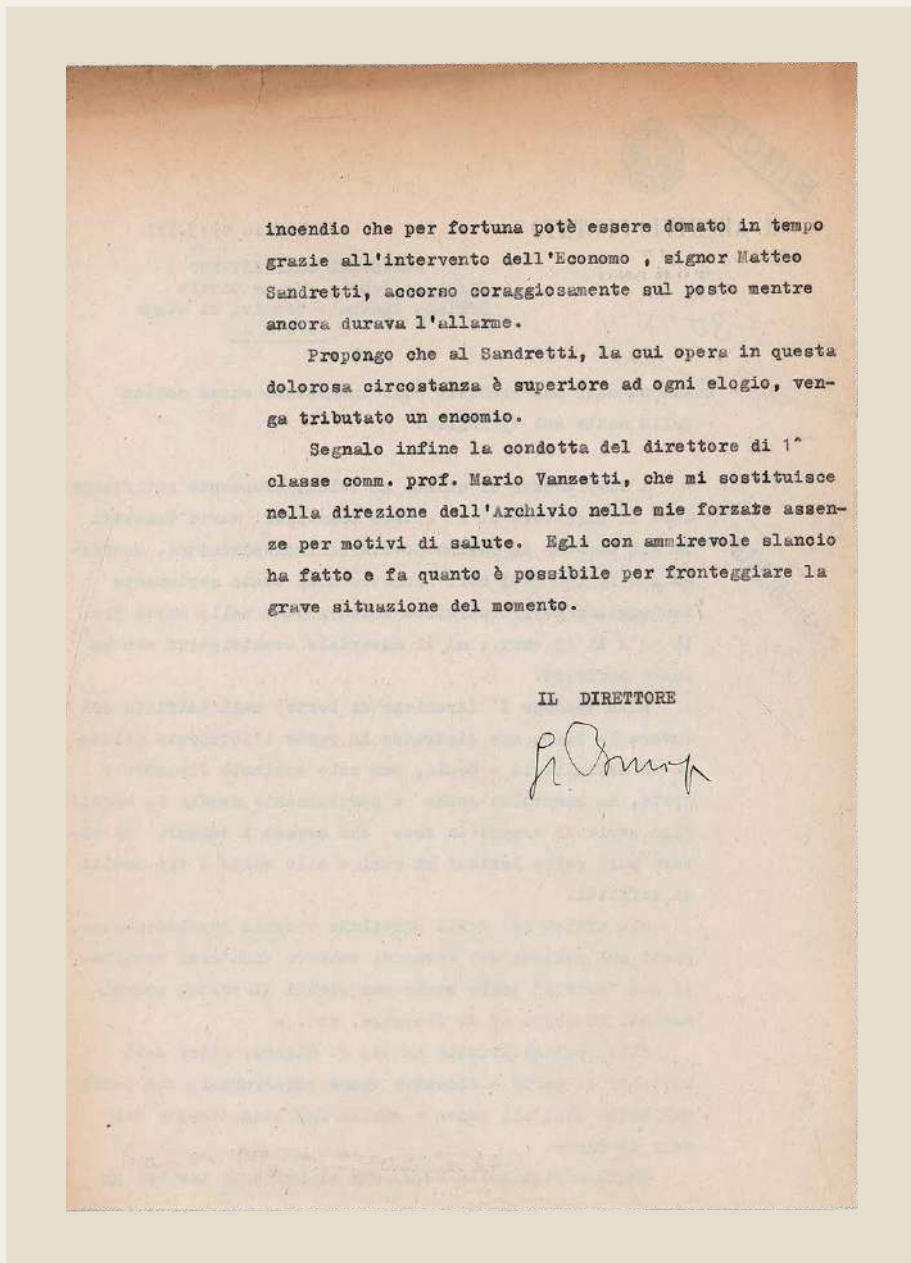 incendio che per fortuna potè essere domato in tempo
grazie all'intervento dell'Economo , signor Matteo
Sandretti, accorso coraggiosamente sul posto mentre
ancora durava l'allarme.
Propongo che al Sandretti, la cui opera in questa
dolorosa circostanza è superiore ad ogni elogio, ven-
ga tributato un encomio.
Segnalo infine la condotta del direttore di 1^
classe comm. prof. Mario Vanzetti, che mi sostituisce
nella direzione dell'Archivio nelle mie forzate assen-
ze per motivi di salute. Egli con ammirevole slancio
ha fatto e fa quanto è possibile per fronteggiare la
grave situazione del momento.
IL DIRETTORE